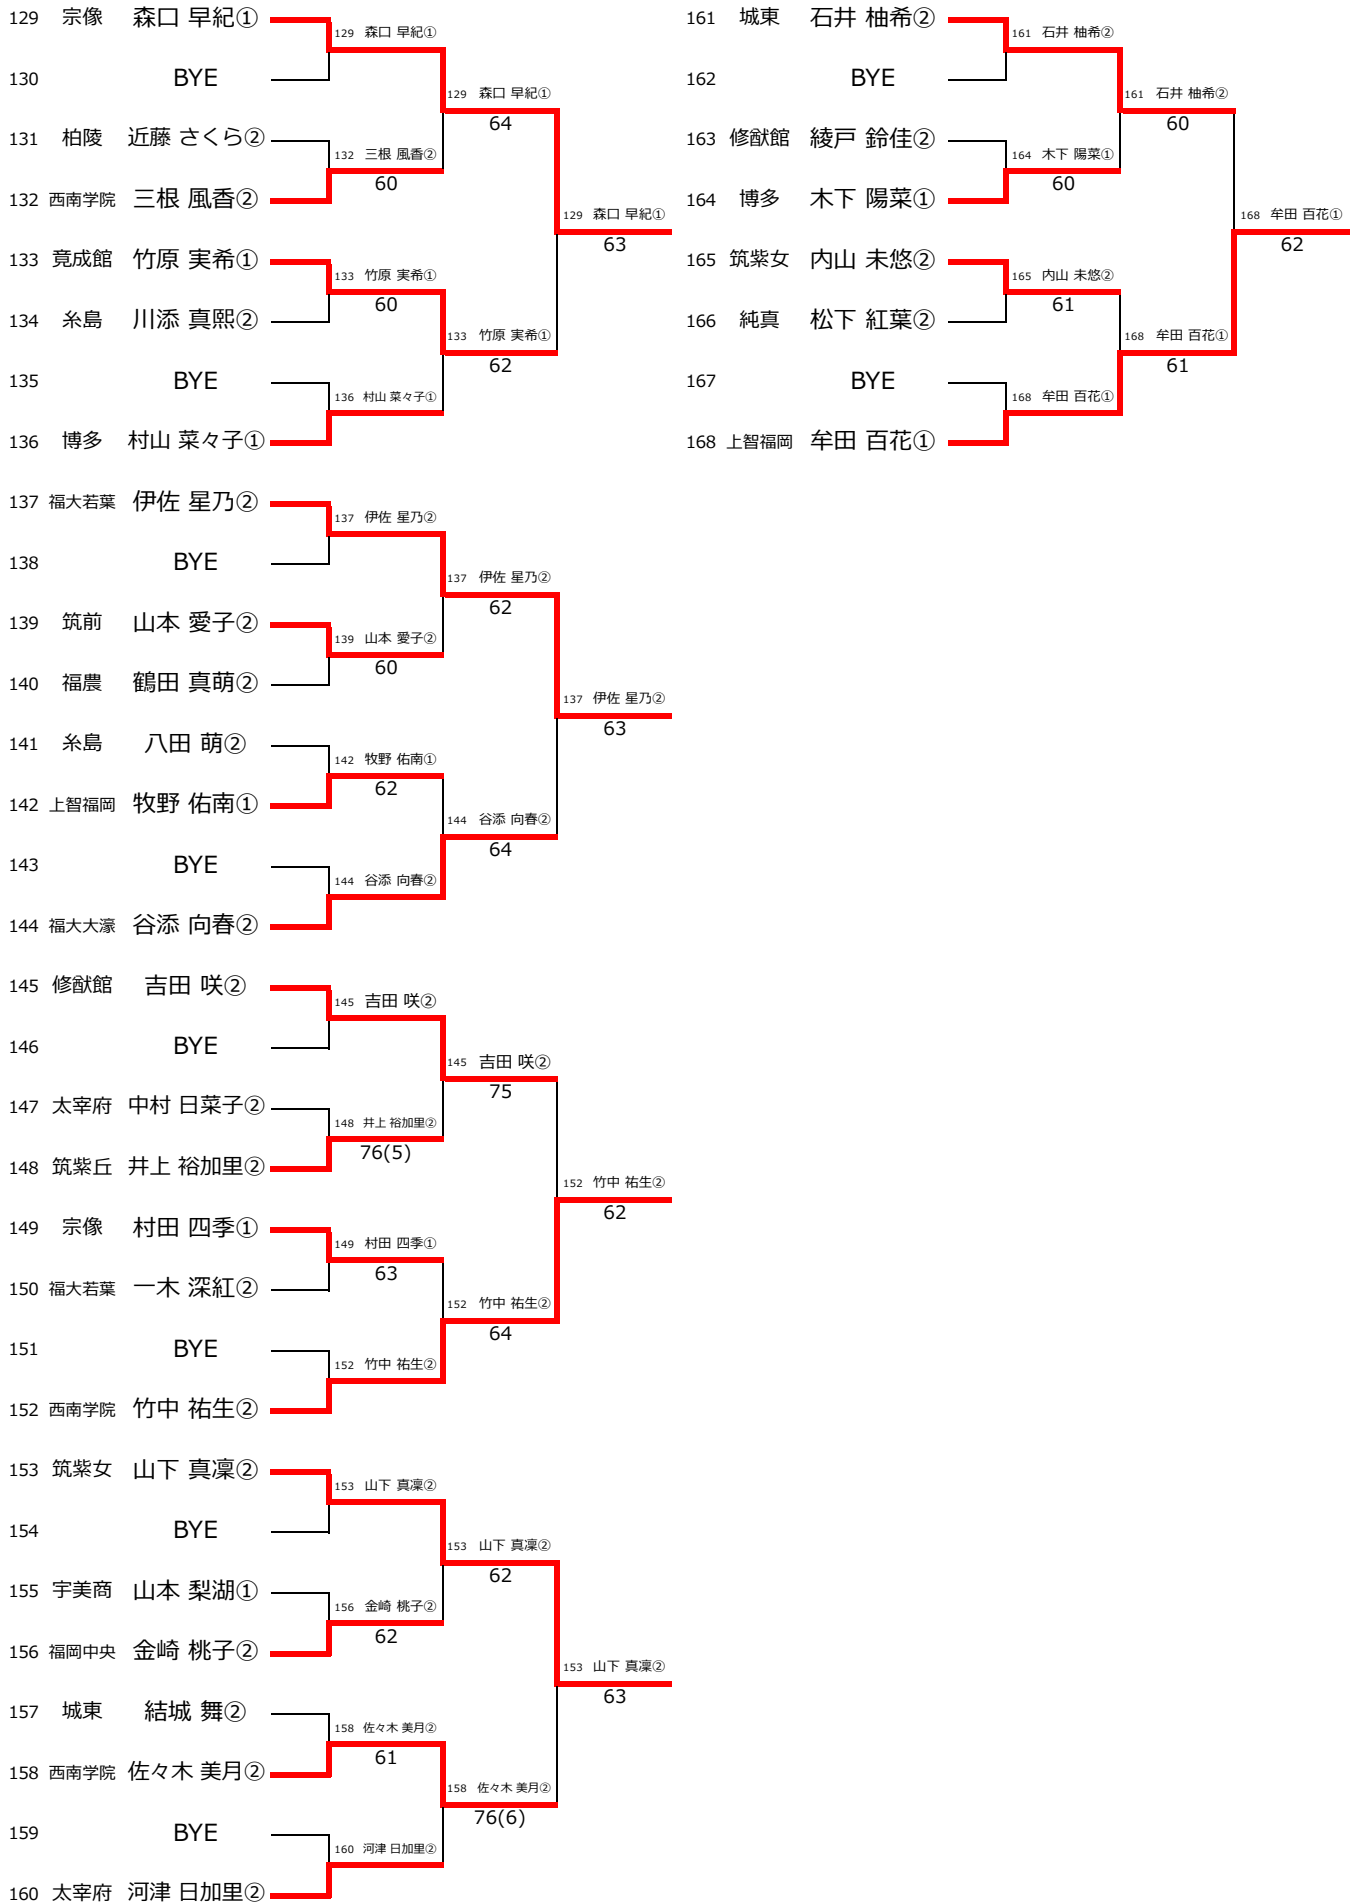 129 宗像 森口 早紀①
129 森口 早紀①
130 BYE
129 森口 早紀①
64
131 柏陵 近藤 さくら②
132 三根 風香②
60
132 西南学院 三根 風香②
129 森口 早紀①
63
133 竟成館 竹原 実希①
133 竹原 実希①
60
134 糸島 川添 真熙②
133 竹原 実希①
62
135 BYE
136 村山 菜々子①
136 博多 村山 菜々子①
137 福大若葉 伊佐 星乃②
137 伊佐 星乃②
138 BYE
137 伊佐 星乃②
62
139 筑前 山本 愛子②
139 山本 愛子②
60
140 福農 鶴田 真萌②
137 伊佐 星乃②
63
141 糸島 八田 萌②
142 牧野 佑南①
62
142 上智福岡 牧野 佑南①
144 谷添 向春②
64
143 BYE
144 谷添 向春②
144 福大大濠 谷添 向春②
145 修猷館 吉田 咲②
145 吉田 咲②
146 BYE
145 吉田 咲②
75
147 太宰府 中村 日菜子②
148 井上 裕加里②
76(5)
148 筑紫丘 井上 裕加里②
152 竹中 祐生②
62
149 宗像 村田 四季①
149 村田 四季①
63
150 福大若葉 一木 深紅②
152 竹中 祐生②
64
151 BYE
152 竹中 祐生②
152 西南学院 竹中 祐生②
153 筑紫女 山下 真凜②
153 山下 真凜②
154 BYE
153 山下 真凜②
62
155 宇美商 山本 梨湖①
156 金崎 桃子②
62
156 福岡中央 金崎 桃子②
153 山下 真凜②
63
157 城東 結城 舞②
158 佐々木 美月②
61
158 西南学院 佐々木 美月②
158 佐々木 美月②
76(6)
159 BYE
160 河津 日加里②
160 太宰府 河津 日加里②
161 城東 石井 柚希②
161 石井 柚希②
162 BYE
161 石井 柚希②
60
163 修猷館 綾戸 鈴佳②
164 木下 陽菜①
60
164 博多 木下 陽菜①
168 牟田 百花①
62
165 筑紫女 内山 未悠②
165 内山 未悠②
61
166 純真 松下 紅葉②
168 牟田 百花①
61
167 BYE
168 牟田 百花①
168 上智福岡 牟田 百花①